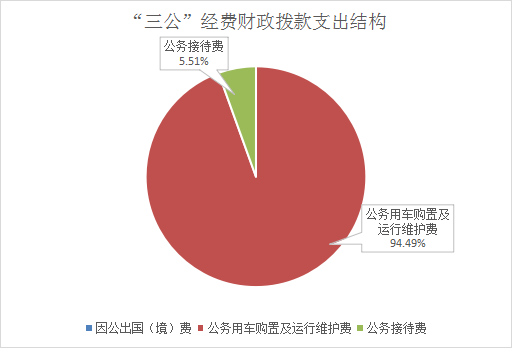 “三公”经费财政拨款支出结构
公务接待费
5.51%
公务用车购置及
运行维护费
94.49%
因公出国（境）费 公务用车购置及运行维护费 公务接待费